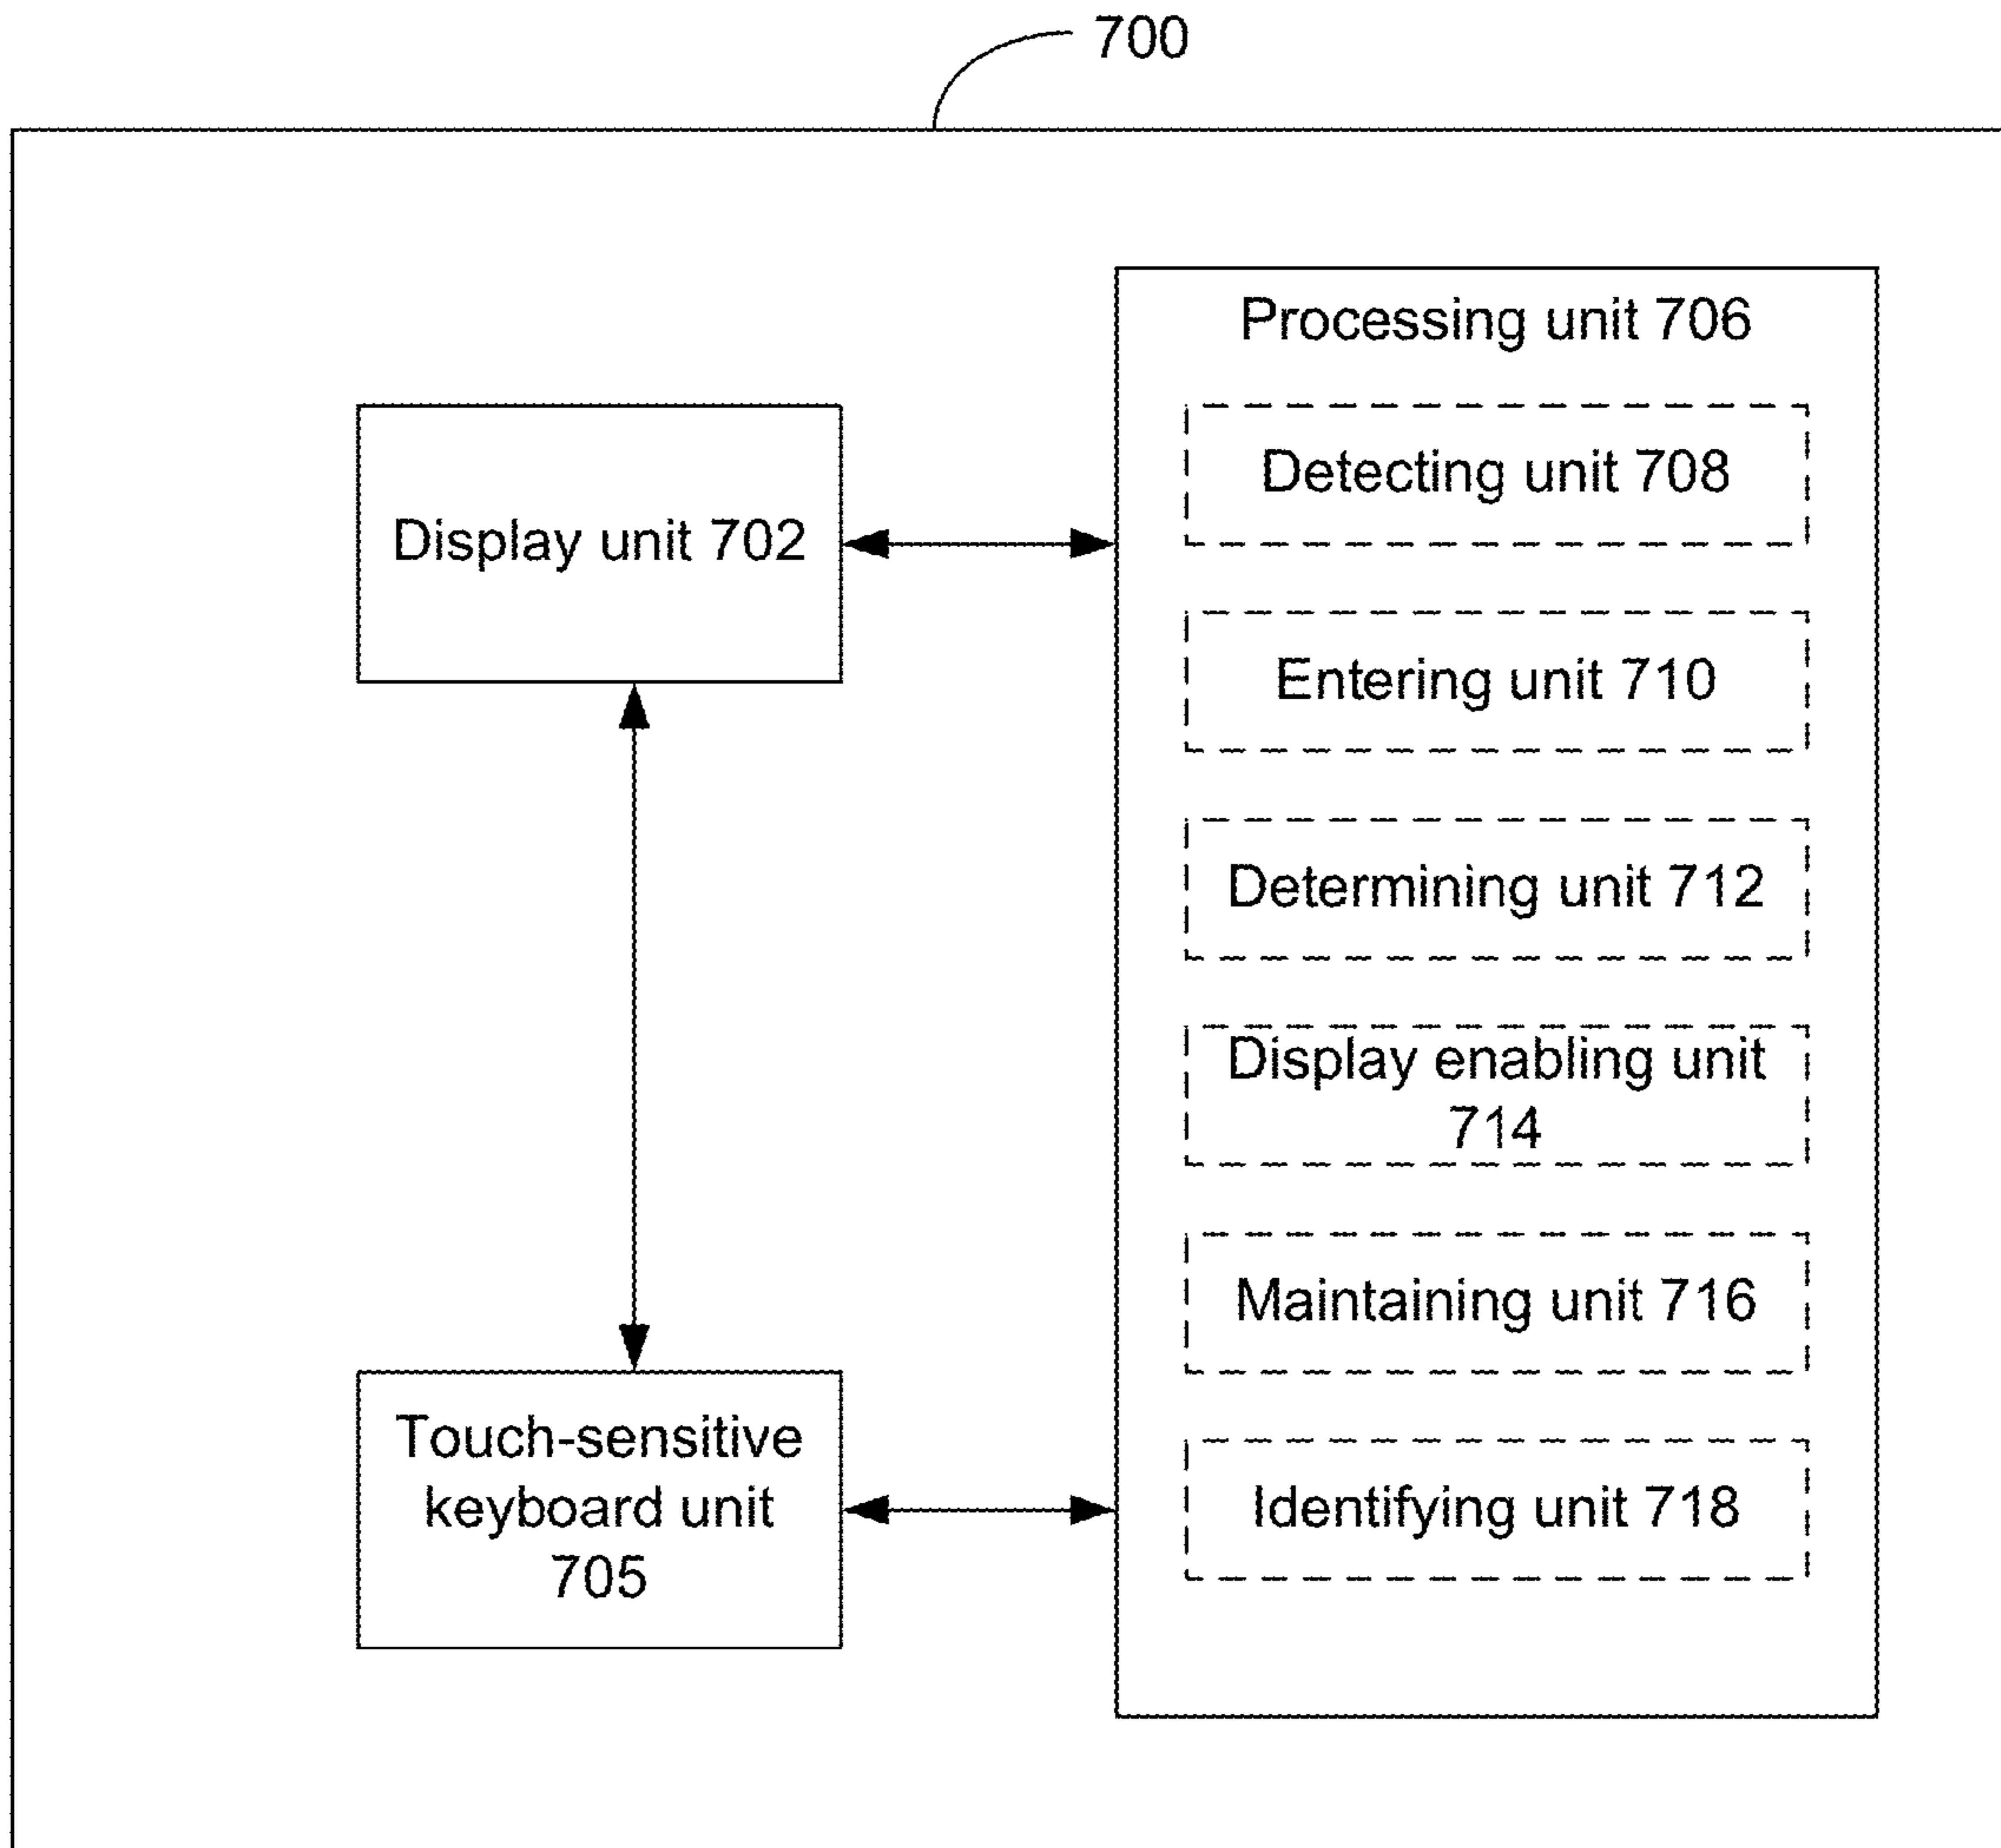 700
Processing unit 706
Display unit 702
Detecting unit 708
Entering unit 710
Determining unit 712
Display enabling unit
714
Maintaining unit 716
Touch-sensitive
keyboard unit
705
Identifying unit 718